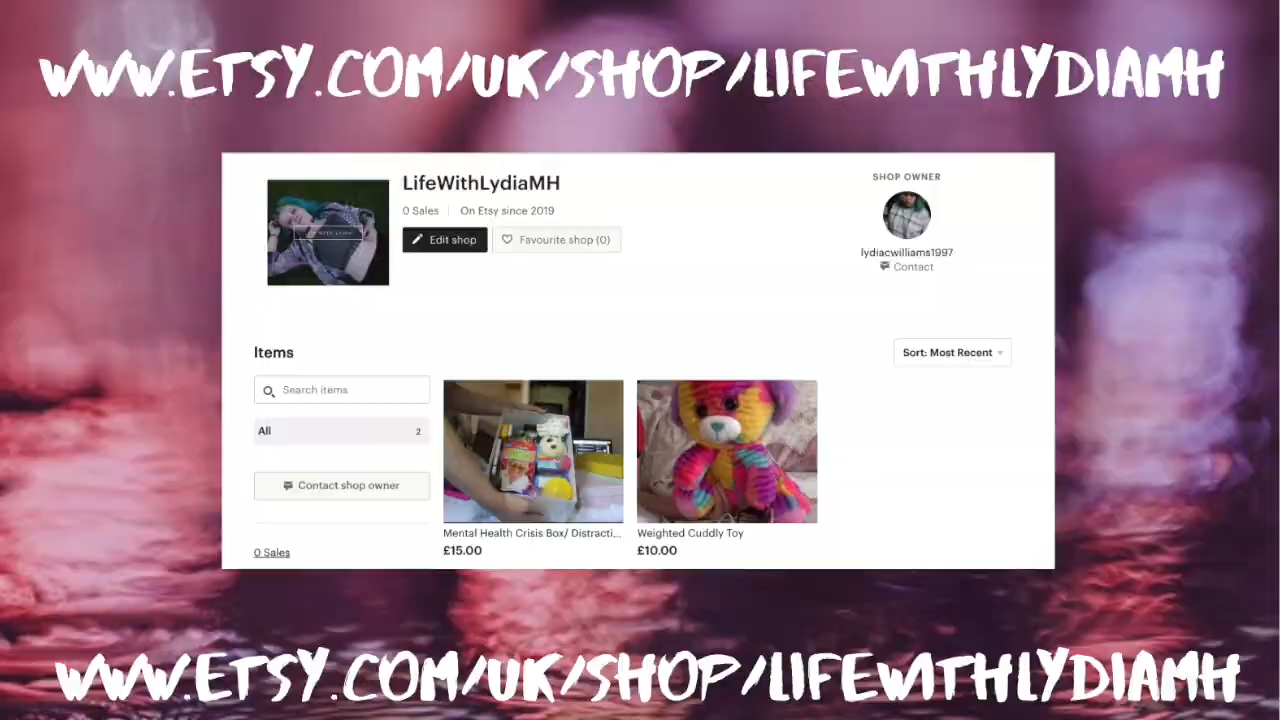 WWW.ETSY.COM/UK/SHOP/LIFEWITHLYDIAMH
LifeWithLydiaMH
0 Sales On Etsy since 2019
Edit shop Favourite shop (0)
SHOP OWNER
lydiacwilliams1997
Contact
Items
Sort: Most Recent
Search items
All 2
Contact shop owner
0 Sales
Mental Health Crisis Box/ Distracti...
£15.00
Weighted Cuddly Toy
£10.00
WWW.ETSY.COM/UK/SHOP/LIFEWITHLYDIAMH